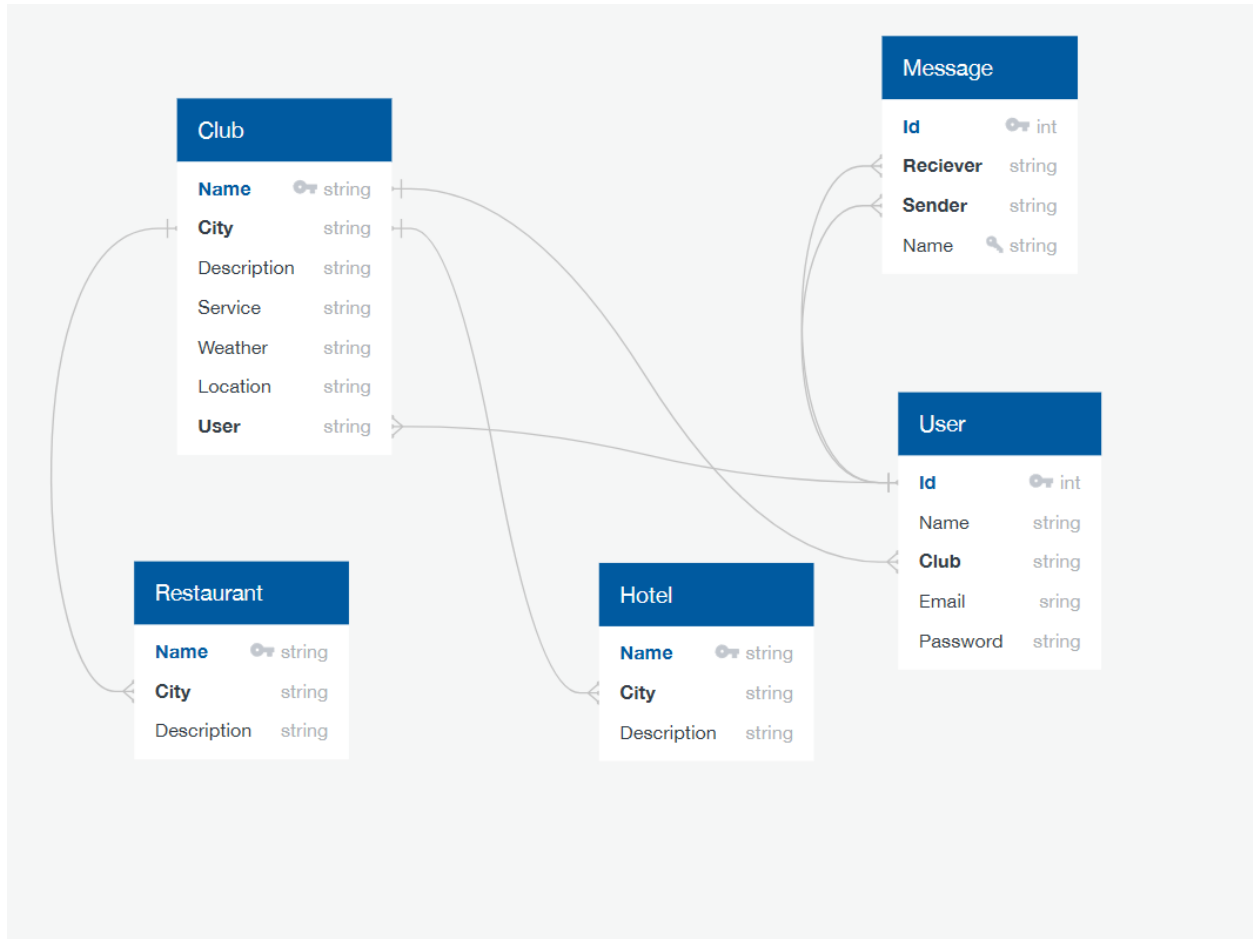 Club
Name string
City string
Description string
Service string
Weather string
Location string
User string
Message
Id int
Reciever string
Sender string
Name string
User
Id int
Name string
Club string
Email sring
Password string
Restaurant
Name string
City string
Description string
Hotel
Name string
City string
Description string